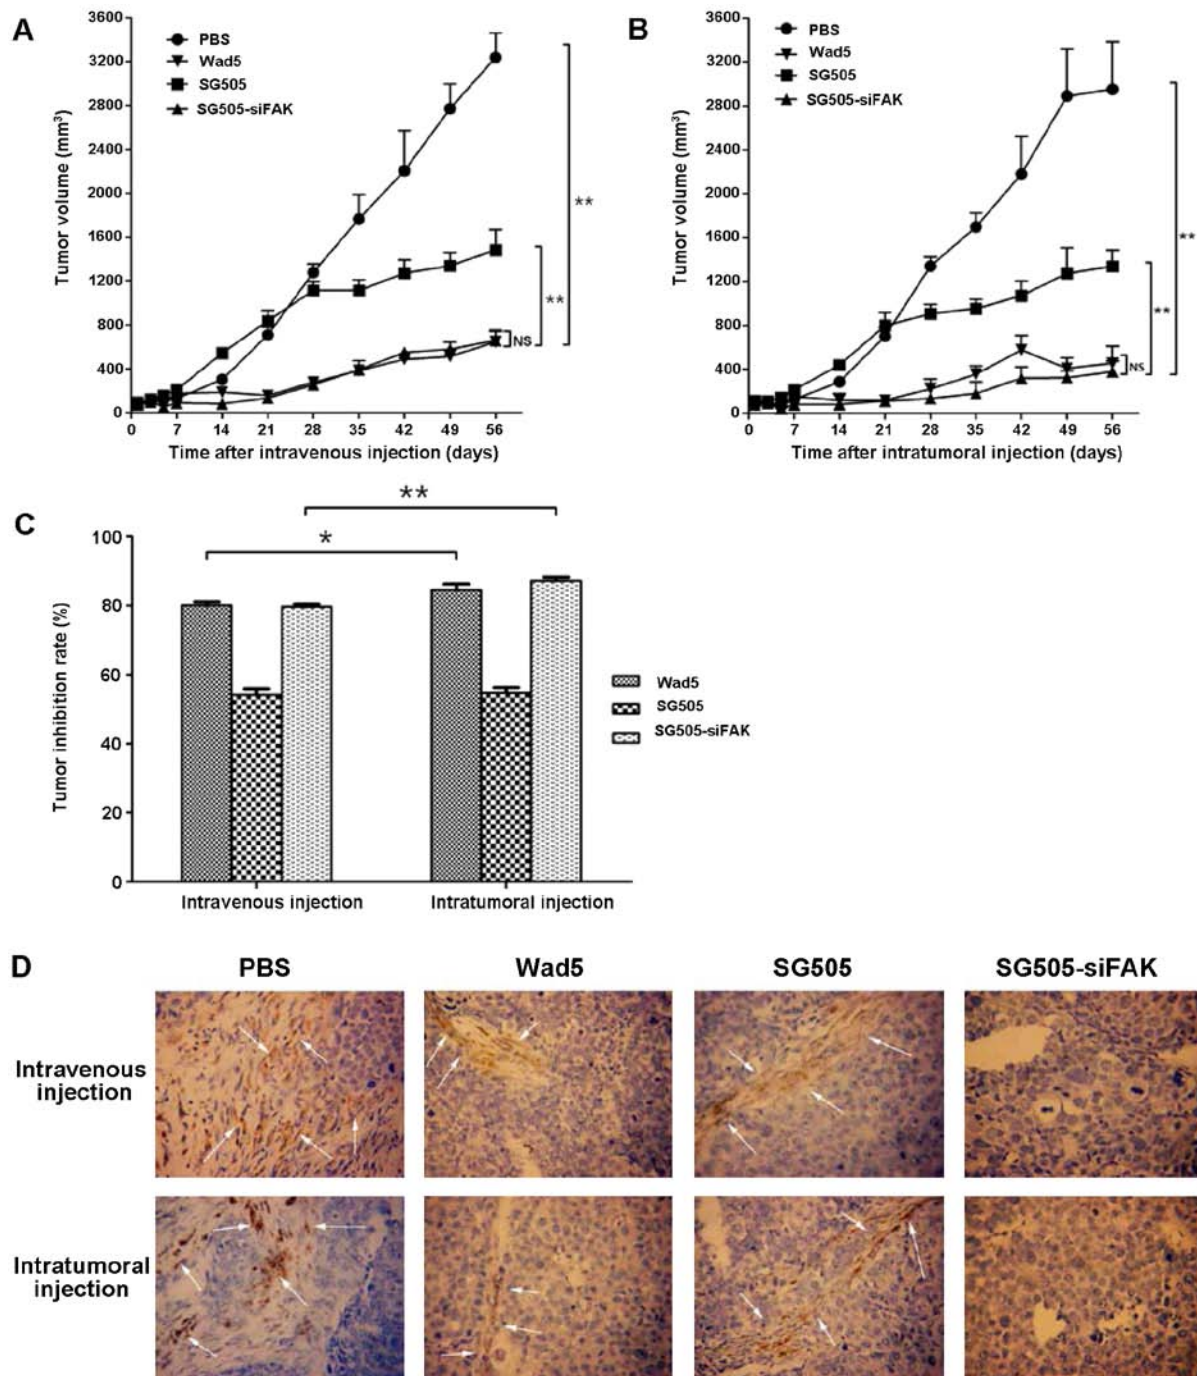 A
PBS
Wad5
SG505
SG505-siFAK
Tumor volume (mm³)
3600
3200
2800
2400
2000
1600
1200
800
400
0
**
**
NS
0 7 14 21 28 35 42 49 56
Time after intravenous injection (days)
B
PBS
Wad5
SG505
SG505-siFAK
Tumor volume (mm³)
3600
3200
2800
2400
2000
1600
1200
800
400
0
**
**
NS
0 7 14 21 28 35 42 49 56
Time after intratumoral injection (days)
C
**
*
Tumor inhibition rate (%)
100
80
60
40
20
0
Intravenous injection Intratumoral injection
Wad5
SG505
SG505-siFAK
D
PBS Wad5 SG505 SG505-siFAK
Intravenous
injection
Intratumoral
injection